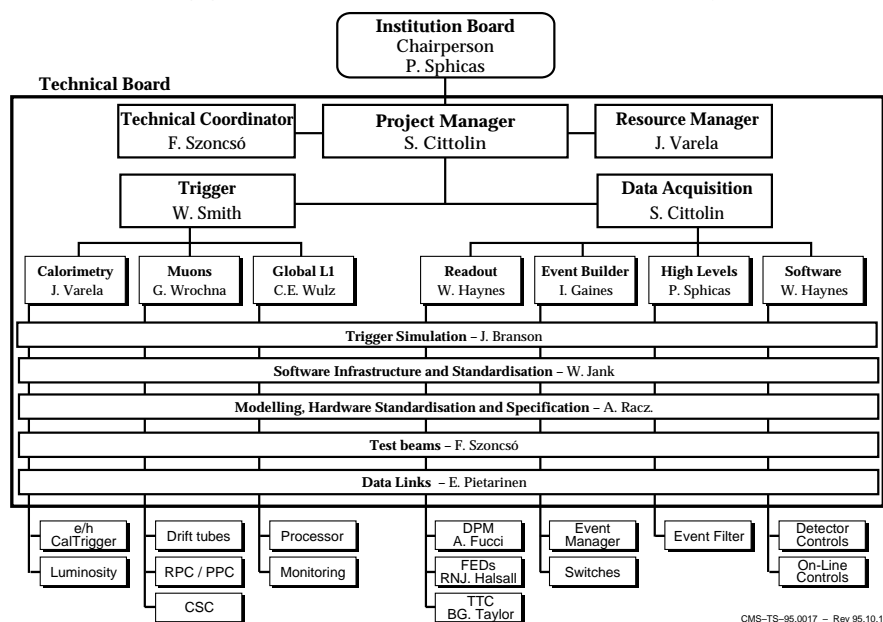 Institution Board
Chairperson
P. Sphicas
Technical Board
Technical Coordinator
F. Szoncsó
Project Manager
S. Cittolin
Resource Manager
J. Varela
Trigger
W. Smith
Data Acquisition
S. Cittolin
Calorimetry
J. Varela
Muons
G. Wrochna
Global L1
C.E. Wulz
Readout
W. Haynes
Event Builder
I. Gaines
High Levels
P. Sphicas
Software
W. Haynes
Trigger Simulation – J. Branson
Software Infrastructure and Standardisation – W. Jank
Modelling, Hardware Standardisation and Specification – A. Racz.
Test beams – F. Szoncsó
Data Links – E. Pietarinen
e/h
CalTrigger
Luminosity
Drift tubes
RPC / PPC
CSC
Processor
Monitoring
DPM
A. Fucci
FEDs
RNJ. Halsall
TTC
BG. Taylor
Event
Manager
Switches
Event Filter
Detector
Controls
On-Line
Controls
CMS–TS–95.0017 – Rev 95.10.1